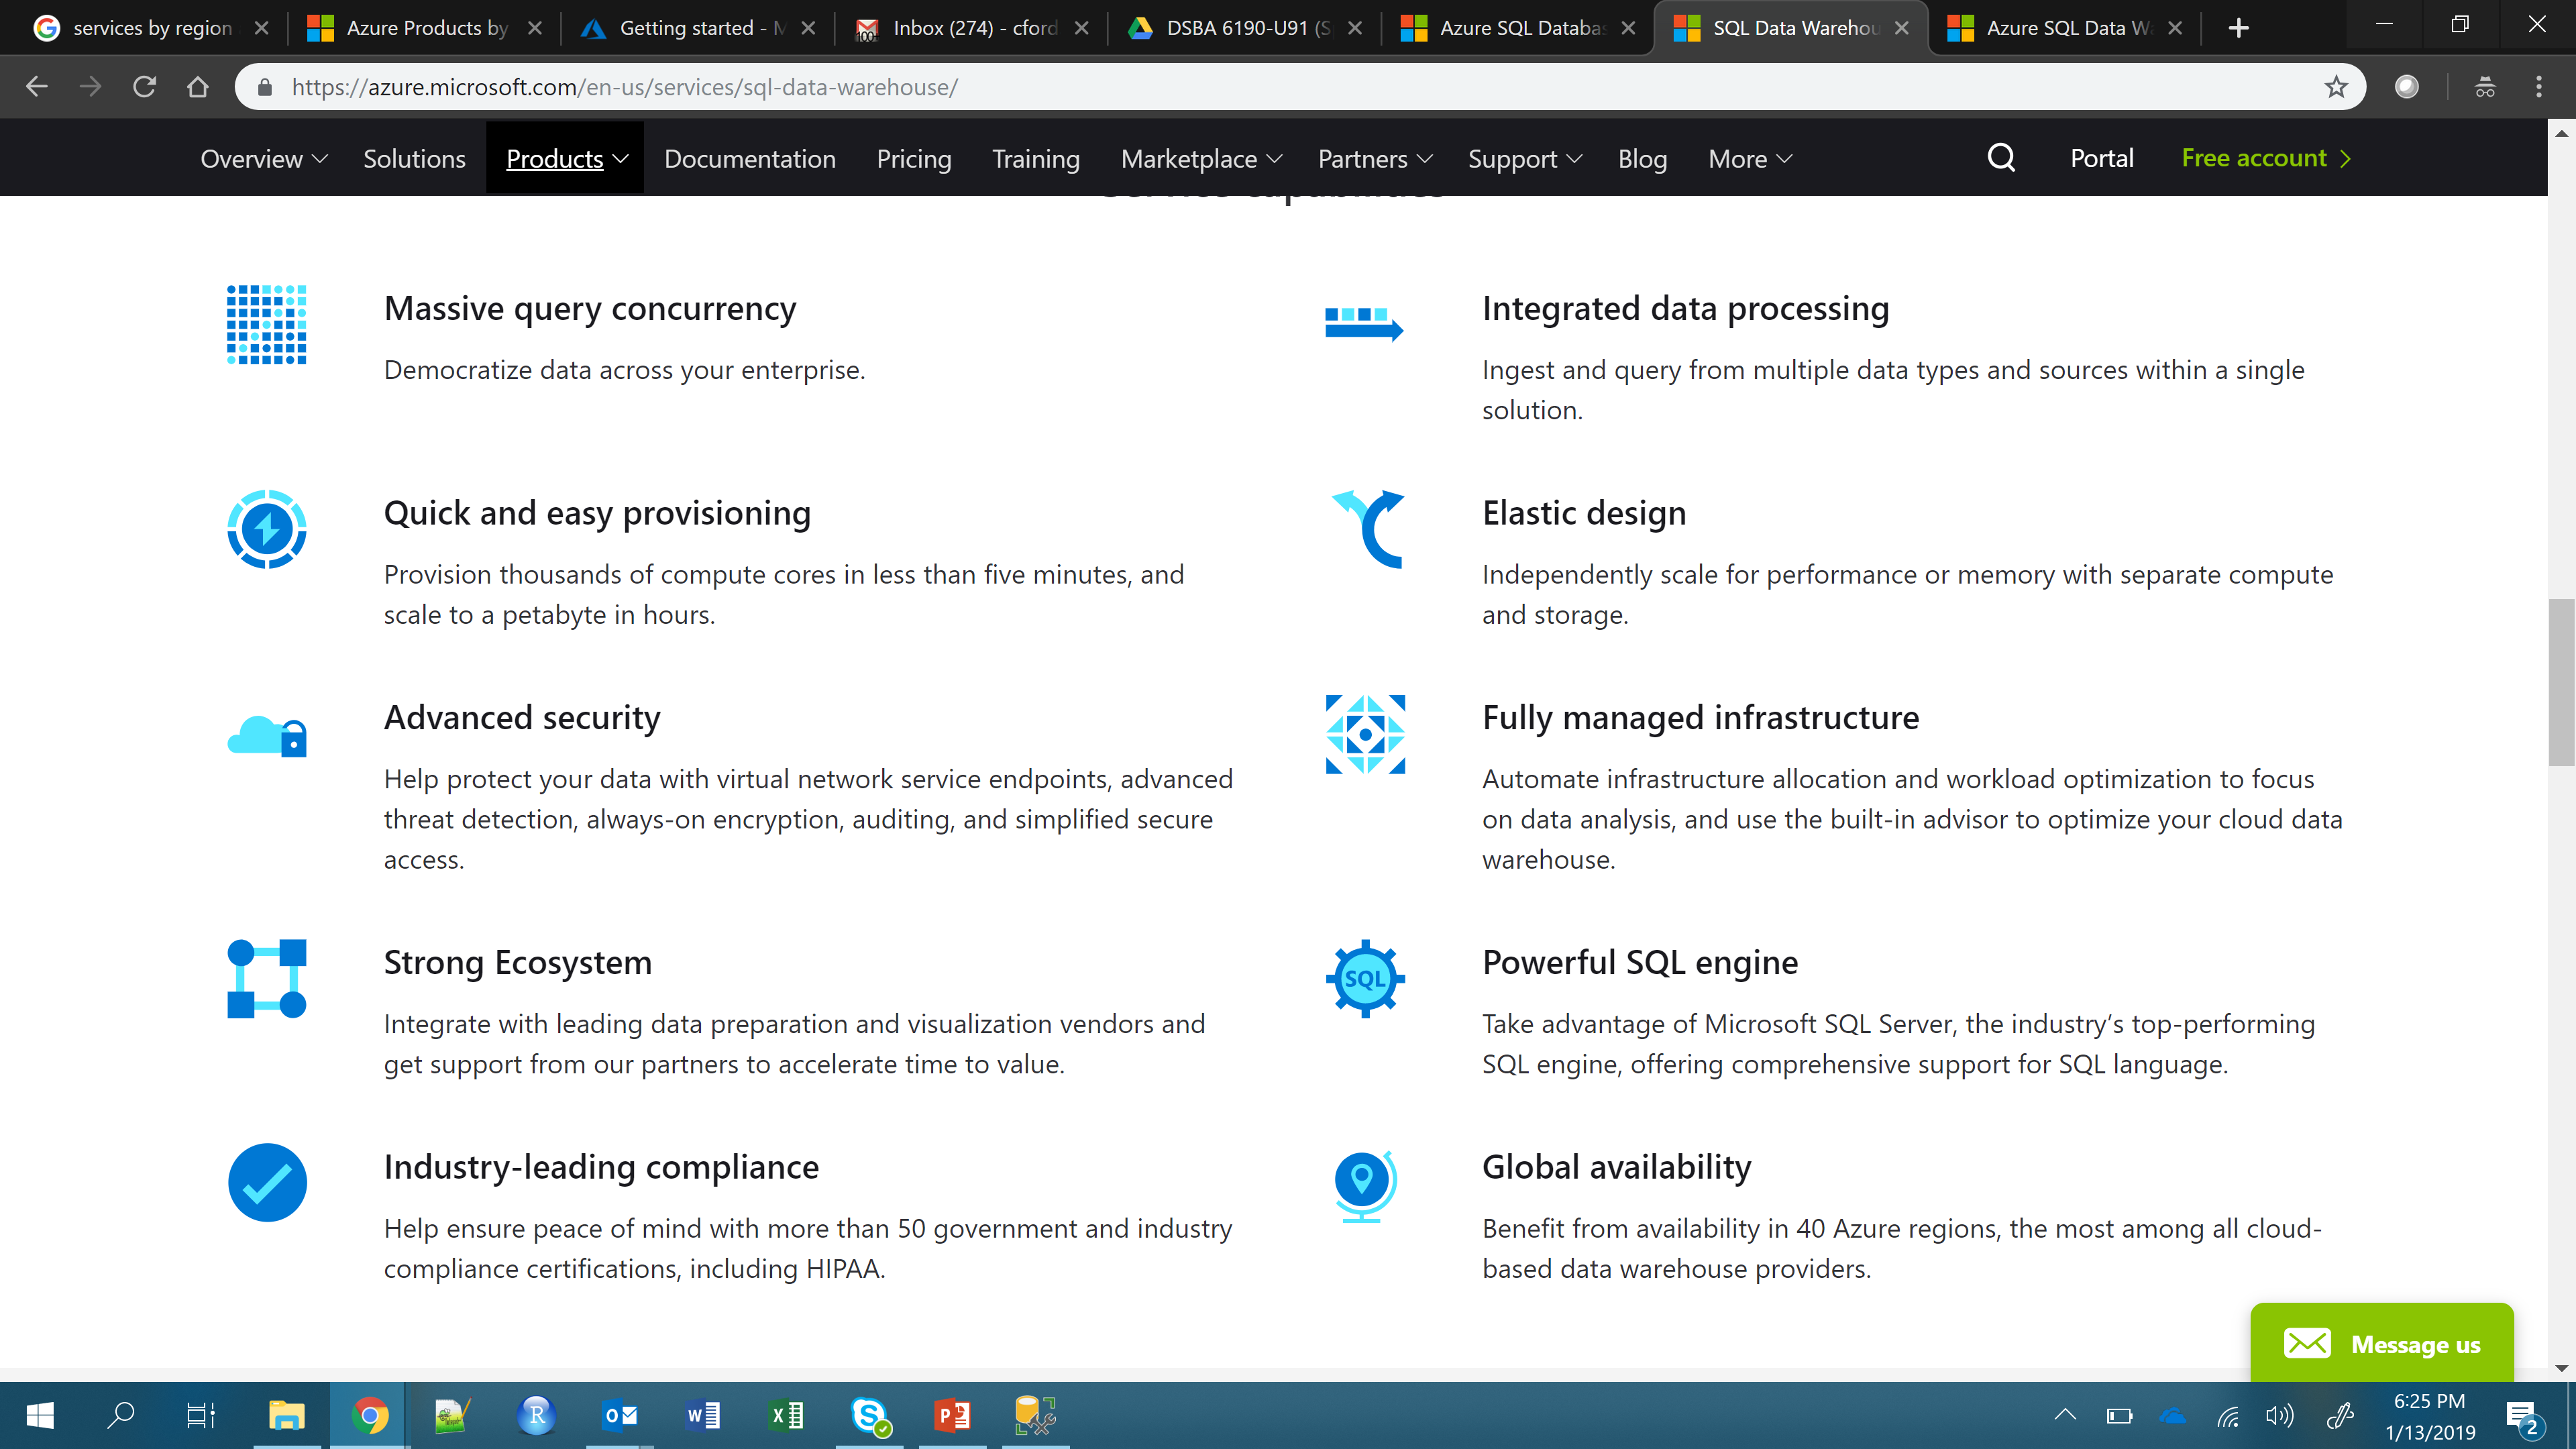 services by region
Azure Products by
Getting started - M
Inbox (274) - cford
DSBA 6190-U91 (S
Azure SQL Databas
SQL Data Warehou
Azure SQL Data Wa
https://azure.microsoft.com/en-us/services/sql-data-warehouse/
Overview Solutions Products Documentation Pricing Training Marketplace Partners Support Blog More Portal Free account
Massive query concurrency
Democratize data across your enterprise.
Integrated data processing
Ingest and query from multiple data types and sources within a single
solution.
Quick and easy provisioning
Provision thousands of compute cores in less than five minutes, and
scale to a petabyte in hours.
Elastic design
Independently scale for performance or memory with separate compute
and storage.
Advanced security
Help protect your data with virtual network service endpoints, advanced
threat detection, always-on encryption, auditing, and simplified secure
access.
Fully managed infrastructure
Automate infrastructure allocation and workload optimization to focus
on data analysis, and use the built-in advisor to optimize your cloud data
warehouse.
Strong Ecosystem
Integrate with leading data preparation and visualization vendors and
get support from our partners to accelerate time to value.
SQL
Powerful SQL engine
Take advantage of Microsoft SQL Server, the industry’s top-performing
SQL engine, offering comprehensive support for SQL language.
Industry-leading compliance
Help ensure peace of mind with more than 50 government and industry
compliance certifications, including HIPAA.
Global availability
Benefit from availability in 40 Azure regions, the most among all cloud-
based data warehouse providers.
Message us
6:25 PM
1/13/2019
2